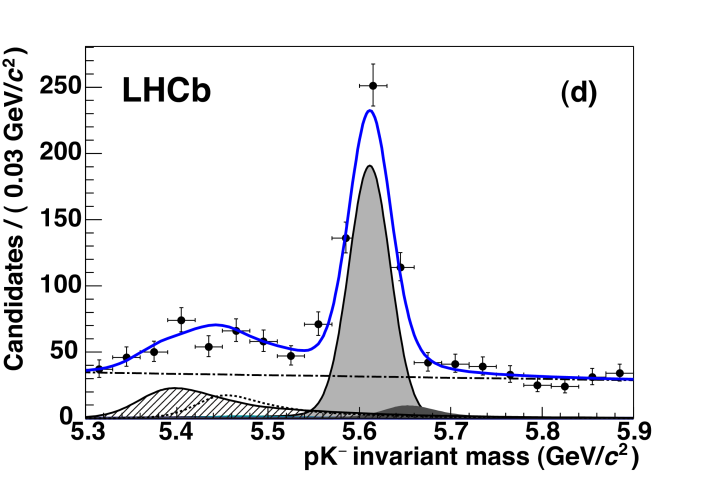 Candidates / ( 0.03 GeV/c²)
LHCb
(d)
250
200
150
100
50
0
5.3 5.4 5.5 5.6 5.7 5.8 5.9
pK⁻ invariant mass (GeV/c²)